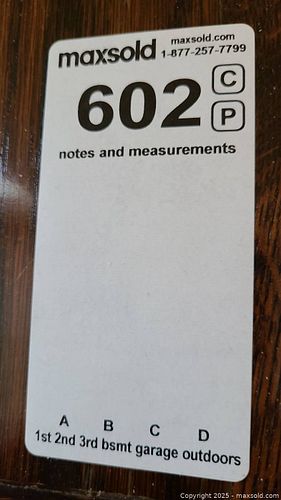 maxsold maxsold.com
1-877-257-7799
602 C
P
notes and measurements
A B C D
1st 2nd 3rd bsmt garage outdoors
Copyright 2025 - maxsold.com